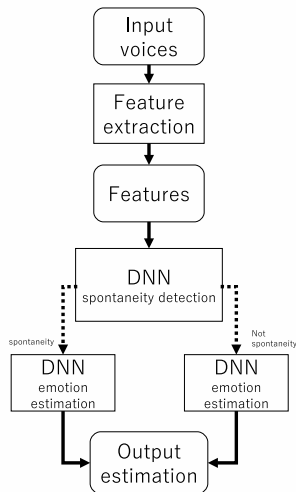 Input
voices
Feature
extraction
Features
DNN
spontaneity detection
spontaneity
Not
spontaneity
DNN
emotion
estimation
DNN
emotion
estimation
Output
estimation